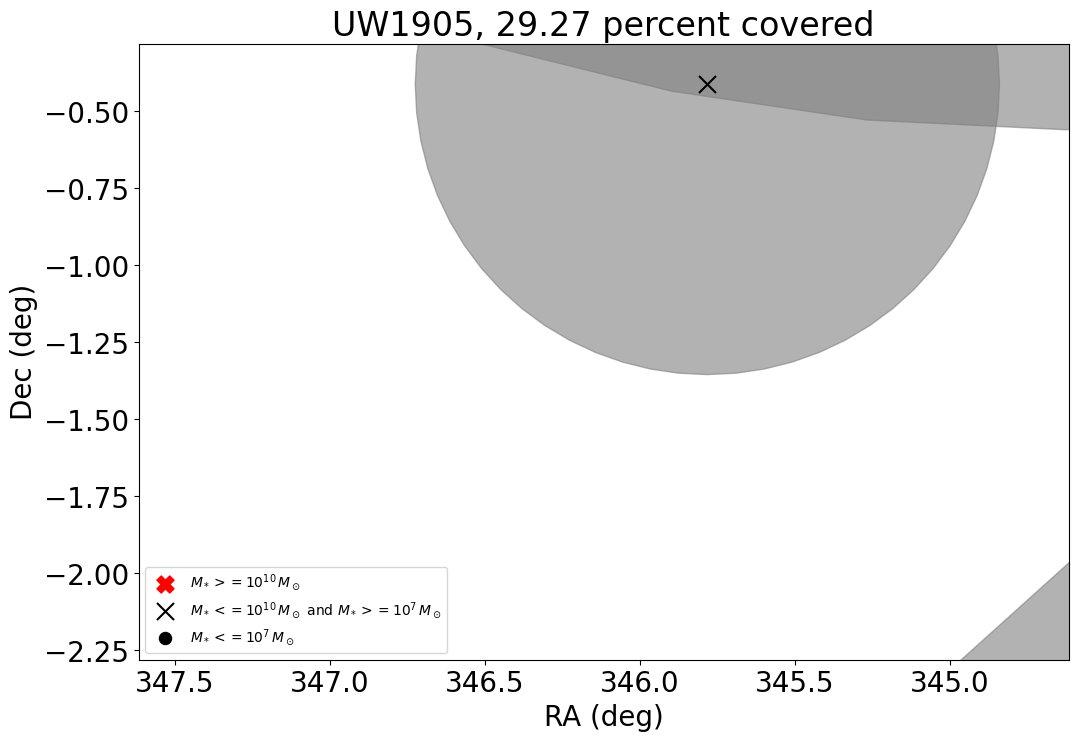 UW1905, 29.27 percent covered
−0.50
−0.75
−1.00
−1.25
−1.50
−1.75
−2.00
−2.25
Dec (deg)
M* >= 10^10 M⊙
M* <= 10^10 M⊙ and M* >= 10^7 M⊙
M* <= 10^7 M⊙
347.5 347.0 346.5 346.0 345.5 345.0
RA (deg)